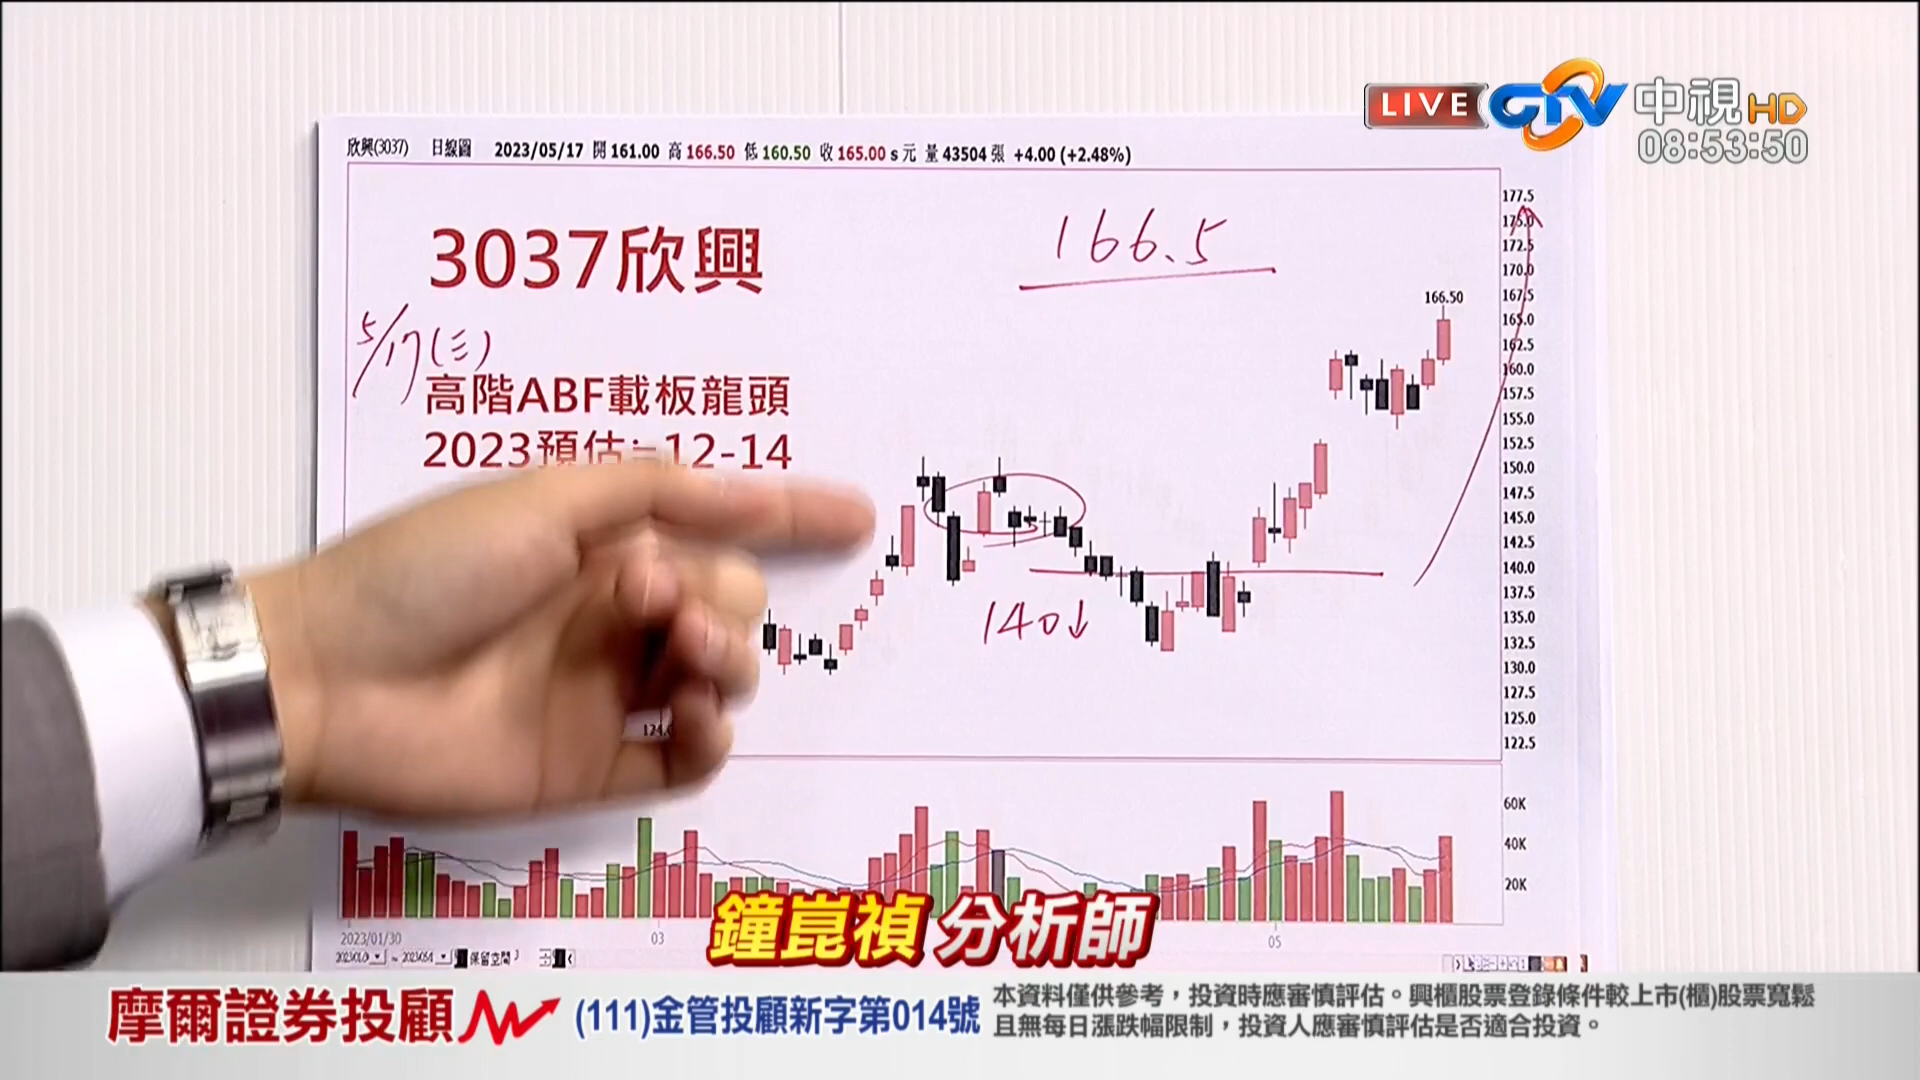 LIVE CTV 中視 HD
08:53:50
欣興(3037) 日線圖 2023/05/17 開 161.00 高 166.50 低 160.50 收 165.00 s 元 量 43504 張 +4.00 (+2.48%)
3037欣興
166.5
5/17(三)
高階ABF載板龍頭
2023預估=12-14
166.50
140↓
177.5
175.0
172.5
170.0
167.5
165.0
162.5
160.0
157.5
155.0
152.5
150.0
147.5
145.0
142.5
140.0
137.5
135.0
132.5
130.0
127.5
125.0
122.5
60K
40K
20K
2023/01/30 03 05
保留空間
鐘崑禎 分析師
摩爾證券投顧 (111)金管投顧新字第014號
本資料僅供參考，投資時應審慎評估。興櫃股票登錄條件較上市(櫃)股票寬鬆
且無每日漲跌幅限制，投資人應審慎評估是否適合投資。